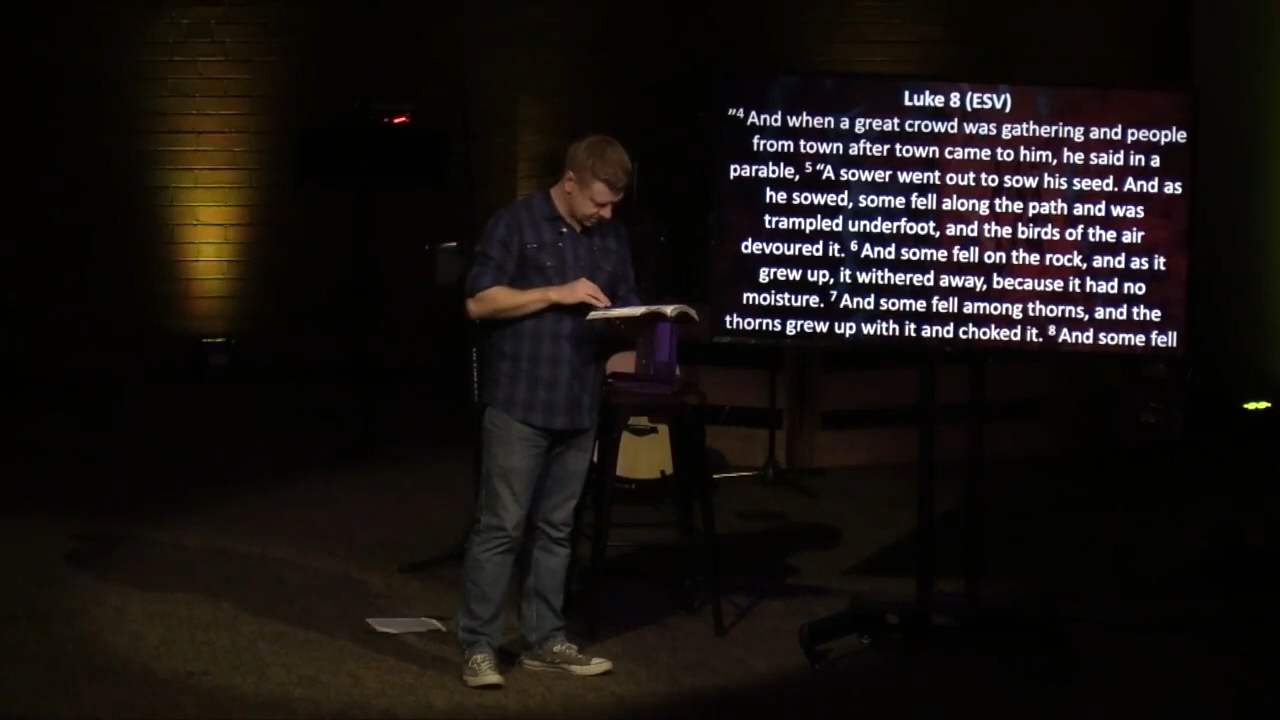 Luke 8 (ESV)
"4 And when a great crowd was gathering and people
from town after town came to him, he said in a
parable, 5 “A sower went out to sow his seed. And as
he sowed, some fell along the path and was
trampled underfoot, and the birds of the air
devoured it. 6 And some fell on the rock, and as it
grew up, it withered away, because it had no
moisture. 7 And some fell among thorns, and the
thorns grew up with it and choked it. 8 And some fell